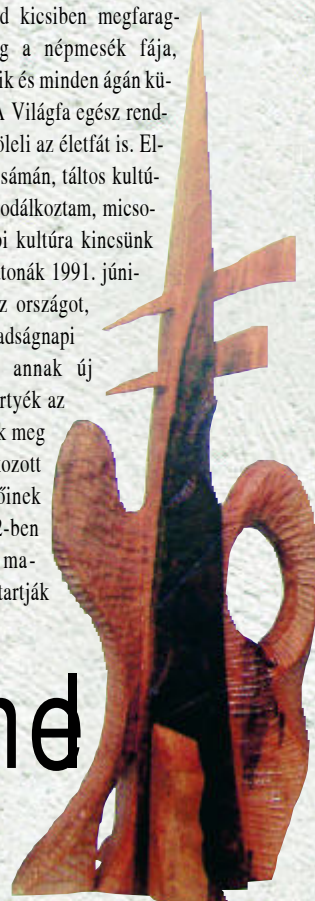 d kicsiben megfarag-
g a népmesék fája,
ik és minden ágán kü-
A Világfa egész rend-
öleli az életfát is. El-
sámán, táltos kultú-
odálkoztam, micso-
pi kultúra kincsünk
tonák 1991. júni-
z országot,
adságnapi
annak új
rtyék az
k meg
kozott
őinek
2-ben
ma-
tartják
nd